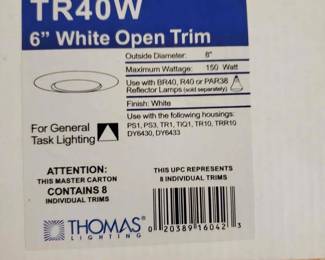 TR40W
6" White Open Trim
Outside Diameter: 8"
Maximum Wattage: 150 Watt
Use with BR40, R40 or PAR38
Reflector Lamps (sold separately)
Finish: White
For General
Task Lighting
Use with the following housings:
PS1, PS3, TR1, TIQ1, TR10, TRR10
DY6430, DY6433
ATTENTION:
THIS MASTER CARTON
CONTAINS 8
INDIVIDUAL TRIMS
THIS UPC REPRESENTS
8 INDIVIDUAL TRIMS
THOMAS
LIGHTING
0 20389 16042 3